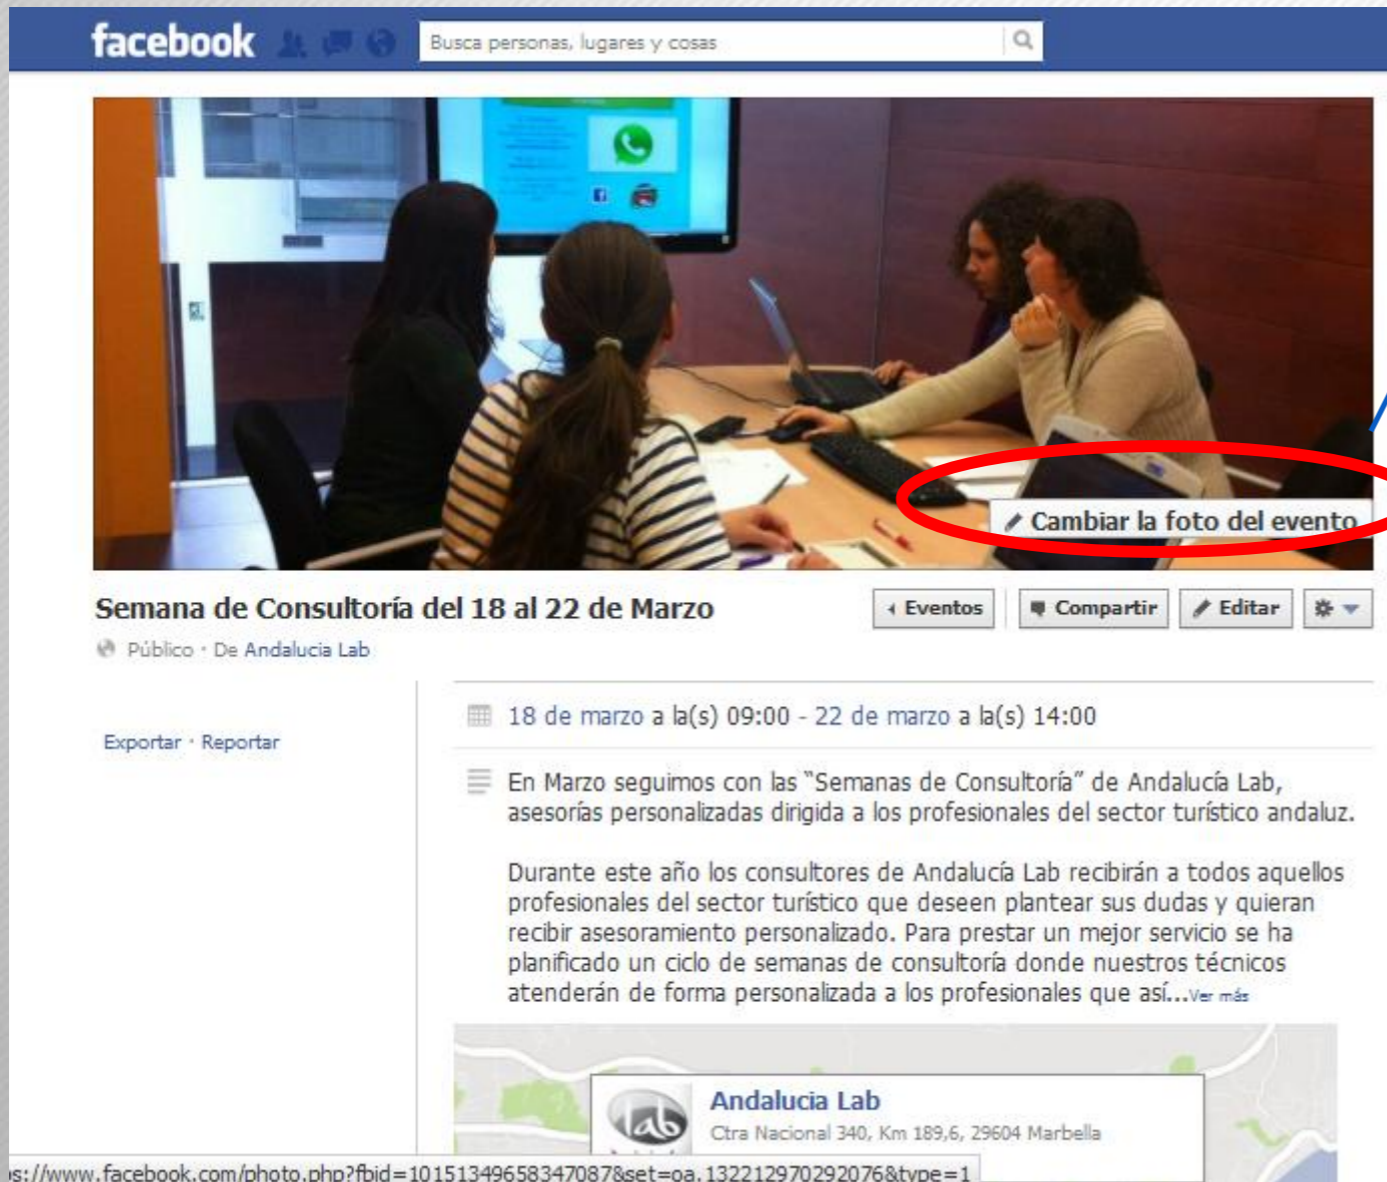 facebook
Busca personas, lugares y cosas
Cambiar la foto del evento
Semana de Consultoría del 18 al 22 de Marzo
Eventos
Compartir
Editar
Público · De Andalucia Lab
Exportar · Reportar
18 de marzo a la(s) 09:00 - 22 de marzo a la(s) 14:00
En Marzo seguimos con las “Semanas de Consultoría” de Andalucía Lab,
asesorías personalizadas dirigida a los profesionales del sector turístico andaluz.
Durante este año los consultores de Andalucía Lab recibirán a todos aquellos
profesionales del sector turístico que deseen plantear sus dudas y quieran
recibir asesoramiento personalizado. Para prestar un mejor servicio se ha
planificado un ciclo de semanas de consultoría donde nuestros técnicos
atenderán de forma personalizada a los profesionales que así...Ver más
lab
Andalucia Lab
Ctra Nacional 340, Km 189,6, 29604 Marbella
s://www.facebook.com/photo.php?fbid=10151349658347087&set=oa.132212970292076&type=1